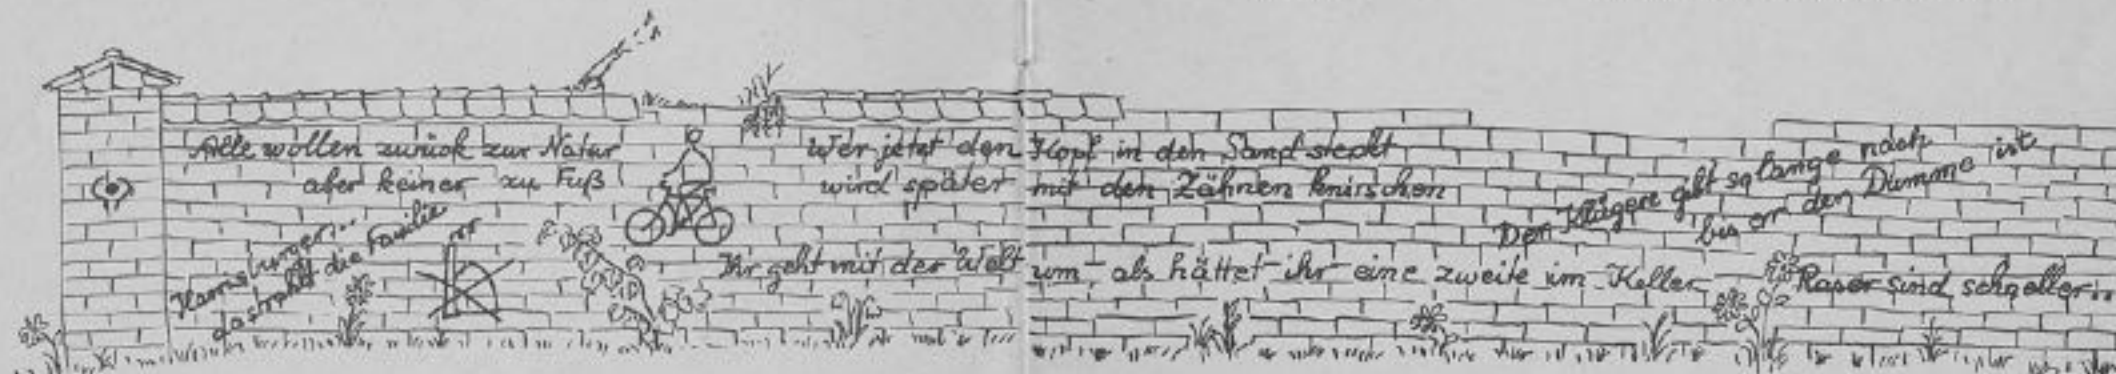 Alle wollen zurück zur Natur
aber keiner zu Fuß
Wer jetzt den Kopf in den Sand steckt
wird später mit den Zähnen knirschen
Der Klügere gibt so lange nach
bis er der Dumme ist
da strahlt die Familie
Ihr geht mit der Welt um, als hättet ihr eine zweite im Keller
Raser sind schneller...